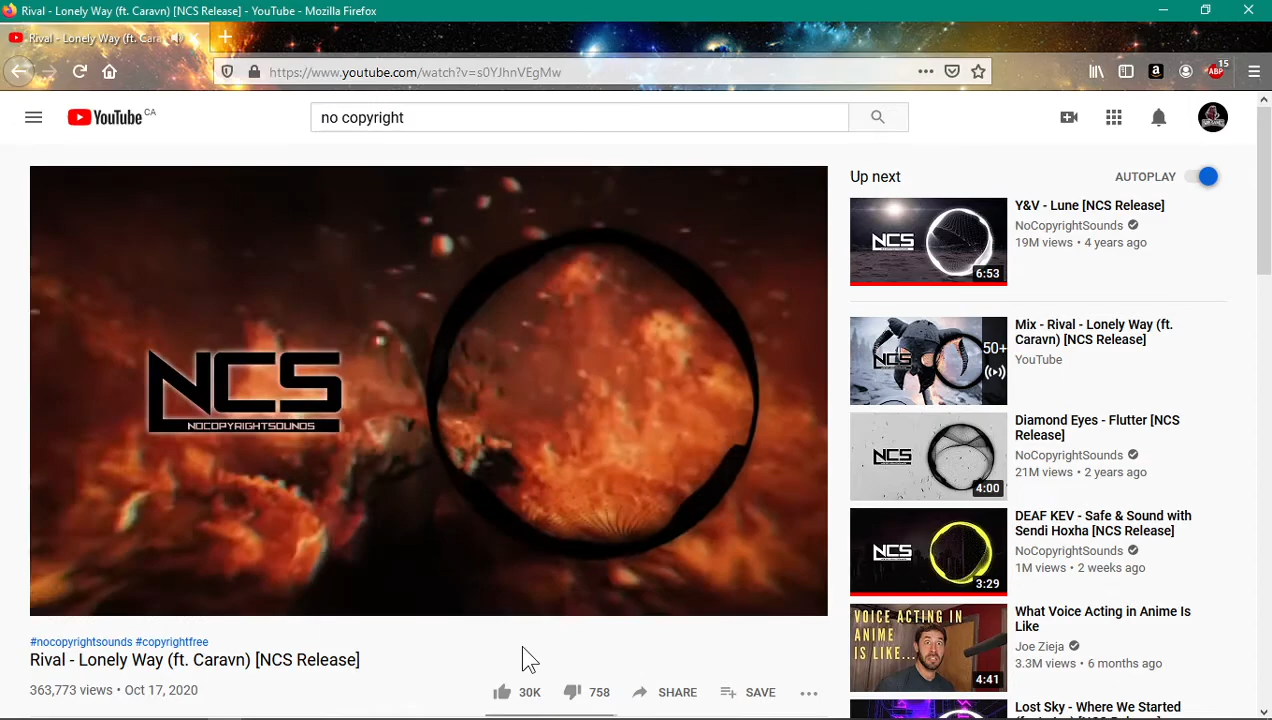 Rival - Lonely Way (ft. Caravn) [NCS Release] - YouTube - Mozilla Firefox
Rival - Lonely Way (ft. Cara
https://www.youtube.com/watch?v=s0YJhnVEgMw
15
ABP
YouTube CA
no copyright
NCS
NOCOPYRIGHTSOUNDS
#nocopyrightsounds #copyrightfree
Rival - Lonely Way (ft. Caravn) [NCS Release]
363,773 views • Oct 17, 2020
30K
758
SHARE
SAVE
Up next
AUTOPLAY
NCS
6:53
Y&V - Lune [NCS Release]
NoCopyrightSounds
19M views • 4 years ago
NCS
50+
Mix - Rival - Lonely Way (ft.
Caravn) [NCS Release]
YouTube
NCS
4:00
Diamond Eyes - Flutter [NCS
Release]
NoCopyrightSounds
21M views • 2 years ago
NCS
3:29
DEAF KEV - Safe & Sound with
Sendi Hoxha [NCS Release]
NoCopyrightSounds
1M views • 2 weeks ago
VOICE ACTING IN
ANIME
IS LIKE...
4:41
What Voice Acting in Anime Is
Like
Joe Zieja
3.3M views • 6 months ago
Lost Sky - Where We Started